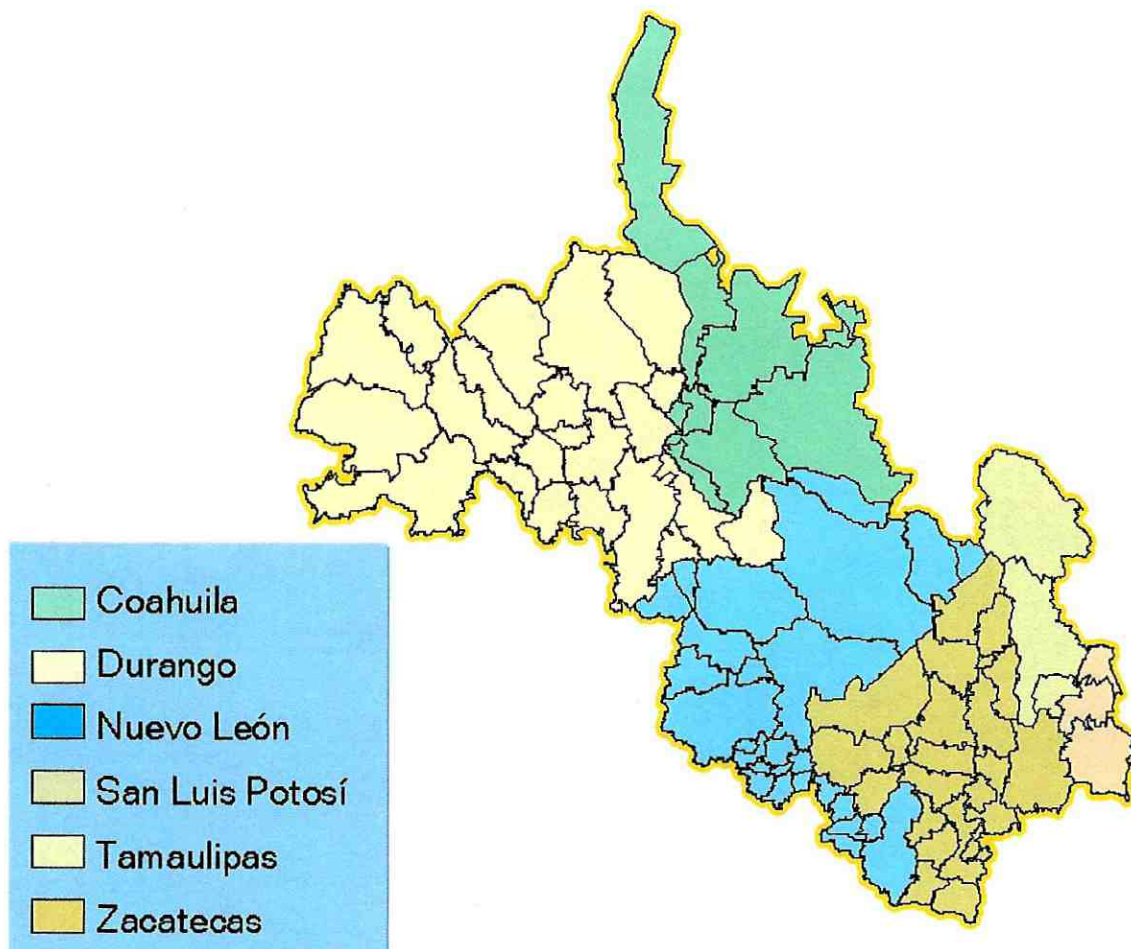 Coahuila
Durango
Nuevo León
San Luis Potosí
Tamaulipas
Zacatecas